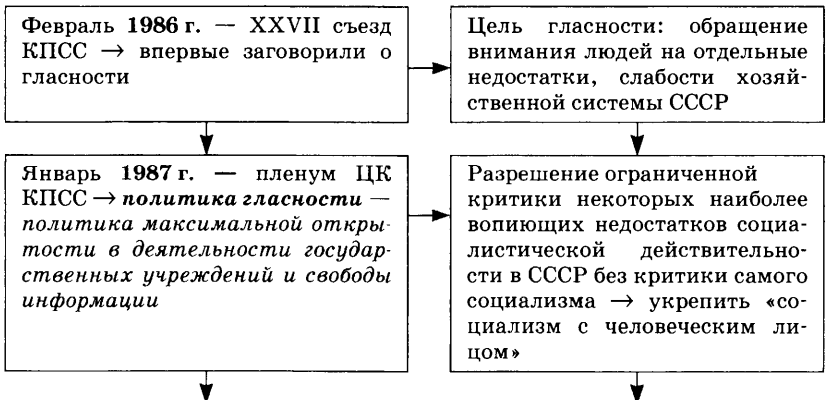 Февраль 1986 г. — XXVII съезд
КПСС → впервые заговорили о
гласности
Цель гласности: обращение
внимания людей на отдельные
недостатки, слабости хозяй-
ственной системы СССР
Январь 1987 г. — пленум ЦК
КПСС → политика гласности —
политика максимальной откры-
тости в деятельности государ-
ственных учреждений и свободы
информации
Разрешение ограниченной
критики некоторых наиболее
вопиющих недостатков социа-
листической действительно-
сти в СССР без критики самого
социализма → укрепить «со-
циализм с человеческим ли-
цом»